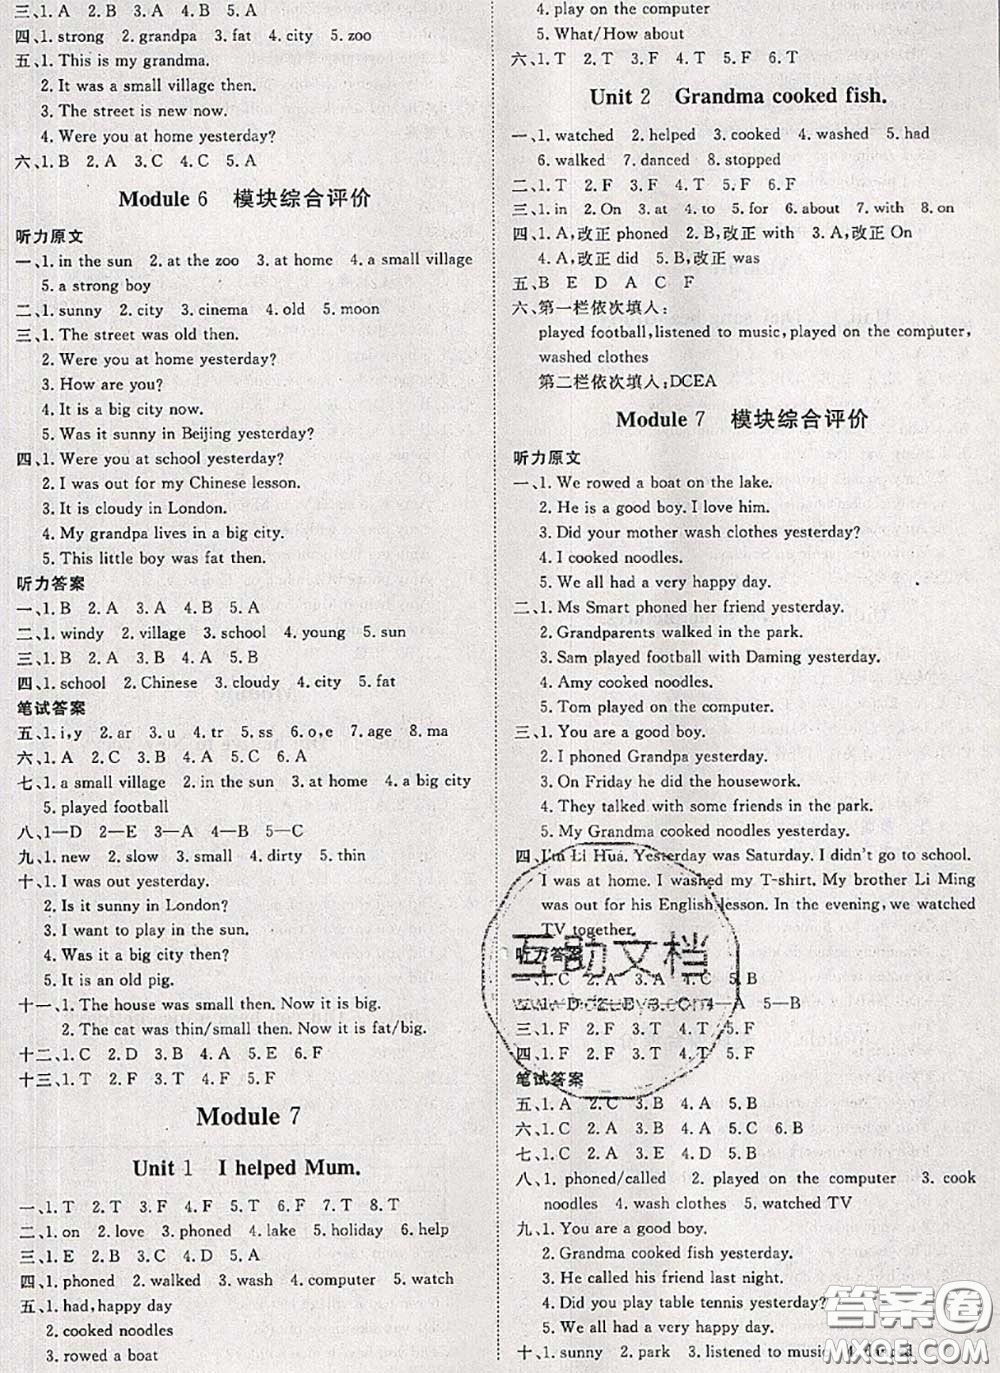 三、1. A  2. B  3. C  4. C  5. B
四、1. strong  2. grandpa  3. fat  4. city  5. zoo
五、1. This is my grandma.
2. It was a small village then.
3. The street is new now.
4. Were you at home yesterday?
六、1. B  2. A  3. C  4. C  5. A
Module 6  模块综合评价
听力原文
一、1. in the sun  2. at the zoo  3. at home  4. a small village
5. a strong boy
二、1. sunny  2. city  3. cinema  4. old  5. moon
三、1. The street was old then.
2. Were you at home yesterday?
3. How are you?
4. It is a big city now.
5. Was it sunny in Beijing yesterday?
四、1. Were you at school yesterday?
2. I was out for my Chinese lesson.
3. It is cloudy in London.
4. My grandpa lives in a big city.
5. This little boy was fat then.
听力答案
一、1. B  2. A  3. A  4. B  5. A
二、1. windy  2. village  3. school  4. young  5. sun
三、1. B  2. A  3. A  4. B  5. A
四、1. school  2. Chinese  3. cloudy  4. city  5. fat
笔试答案
五、1. i,y  2. ar  3. u  4. tr  5. ss  6. o,e  7. age  8. ma
六、1. A  2. C  3. B  4. C  5. B  6. A
七、1. a small village  2. in the sun  3. at home  4. a big city
5. played football
八、1—D  2—E  3—A  4—B  5—C
九、1. new  2. slow  3. small  4. dirty  5. thin
十、1. I was out yesterday.
2. Is it sunny in London?
3. I want to play in the sun.
4. Was it a big city then?
5. It is an old pig.
十一、1. The house was small then. Now it is big.
2. The cat was thin/small then. Now it is fat/big.
十二、1. C  2. D  3. B  4. A  5. E  6. F
十三、1. T  2. F  3. T  4. F  5. F
Module 7
Unit 1  I helped Mum.
一、1. T  2. T  3. F  4. F  5. T  6. F  7. T  8. T
二、1. on  2. love  3. phoned  4. lake  5. holiday  6. help
三、1. E  2. B  3. C  4. D  5. A
四、1. phoned  2. walked  3. wash  4. computer  5. watch
五、1. had,happy day
2. cooked noodles
3. rowed a boat
4. play on the computer
5. What/How about
六、1. T  2. T  3. F  4. T  5. F  6. T
Unit 2  Grandma cooked fish.
一、1. watched  2. helped  3. cooked  4. washed  5. had
6. walked  7. danced  8. stopped
二、1. T  2. F  3. F  4. T  5. T
三、1. in  2. On  3. at  4. to  5. for  6. about  7. with  8. on
四、1. A,改正 phoned  2. B,改正 with  3. A,改正 On
4. A,改正 did  5. B,改正 was
五、B  E  D  A  C  F
六、第一栏依次填入:
played football,listened to music,played on the computer,
washed clothes
第二栏依次填入:DCEA
Module 7  模块综合评价
听力原文
一、1. We rowed a boat on the lake.
2. He is a good boy. I love him.
3. Did your mother wash clothes yesterday?
4. I cooked noodles.
5. We all had a very happy day.
二、1. Ms Smart phoned her friend yesterday.
2. Grandparents walked in the park.
3. Sam played football with Daming yesterday.
4. Amy cooked noodles.
5. Tom played on the computer.
三、1. You are a good boy.
2. I phoned Grandpa yesterday.
3. On Friday he did the housework.
4. They talked with some friends in the park.
5. My Grandma cooked noodles yesterday.
四、I'm Li Hua. Yesterday was Saturday. I didn't go to school.
I was at home. I washed my T-shirt. My brother Li Ming
was out for his English lesson. In the evening, we watched
TV together.
听力答案
一、1. C  2. A  3. A  4. B  5. A
二、1—D  2—E  3—C  4—A  5—B
三、1. F  2. F  3. T  4. T  5. T
四、1. F  2. F  3. T  4. T  5. F
笔试答案
五、1. A  2. C  3. B  4. A  5. B
六、1. C  2. B  3. A  4. A  5. C  6. B
七、1. C  2. E  3. A  4. D  5. B
八、1. phoned/called  2. played on the computer  3. cook
noodles  4. wash clothes  5. watched TV
九、1. You are a good boy.
2. Grandma cooked fish yesterday.
3. He called his friend last night.
4. Did you play table tennis yesterday?
5. We had a happy day.
十、1. sunny  2. park  3. listened to music  4. danced
互助文档
答案圈
MXQE.COM